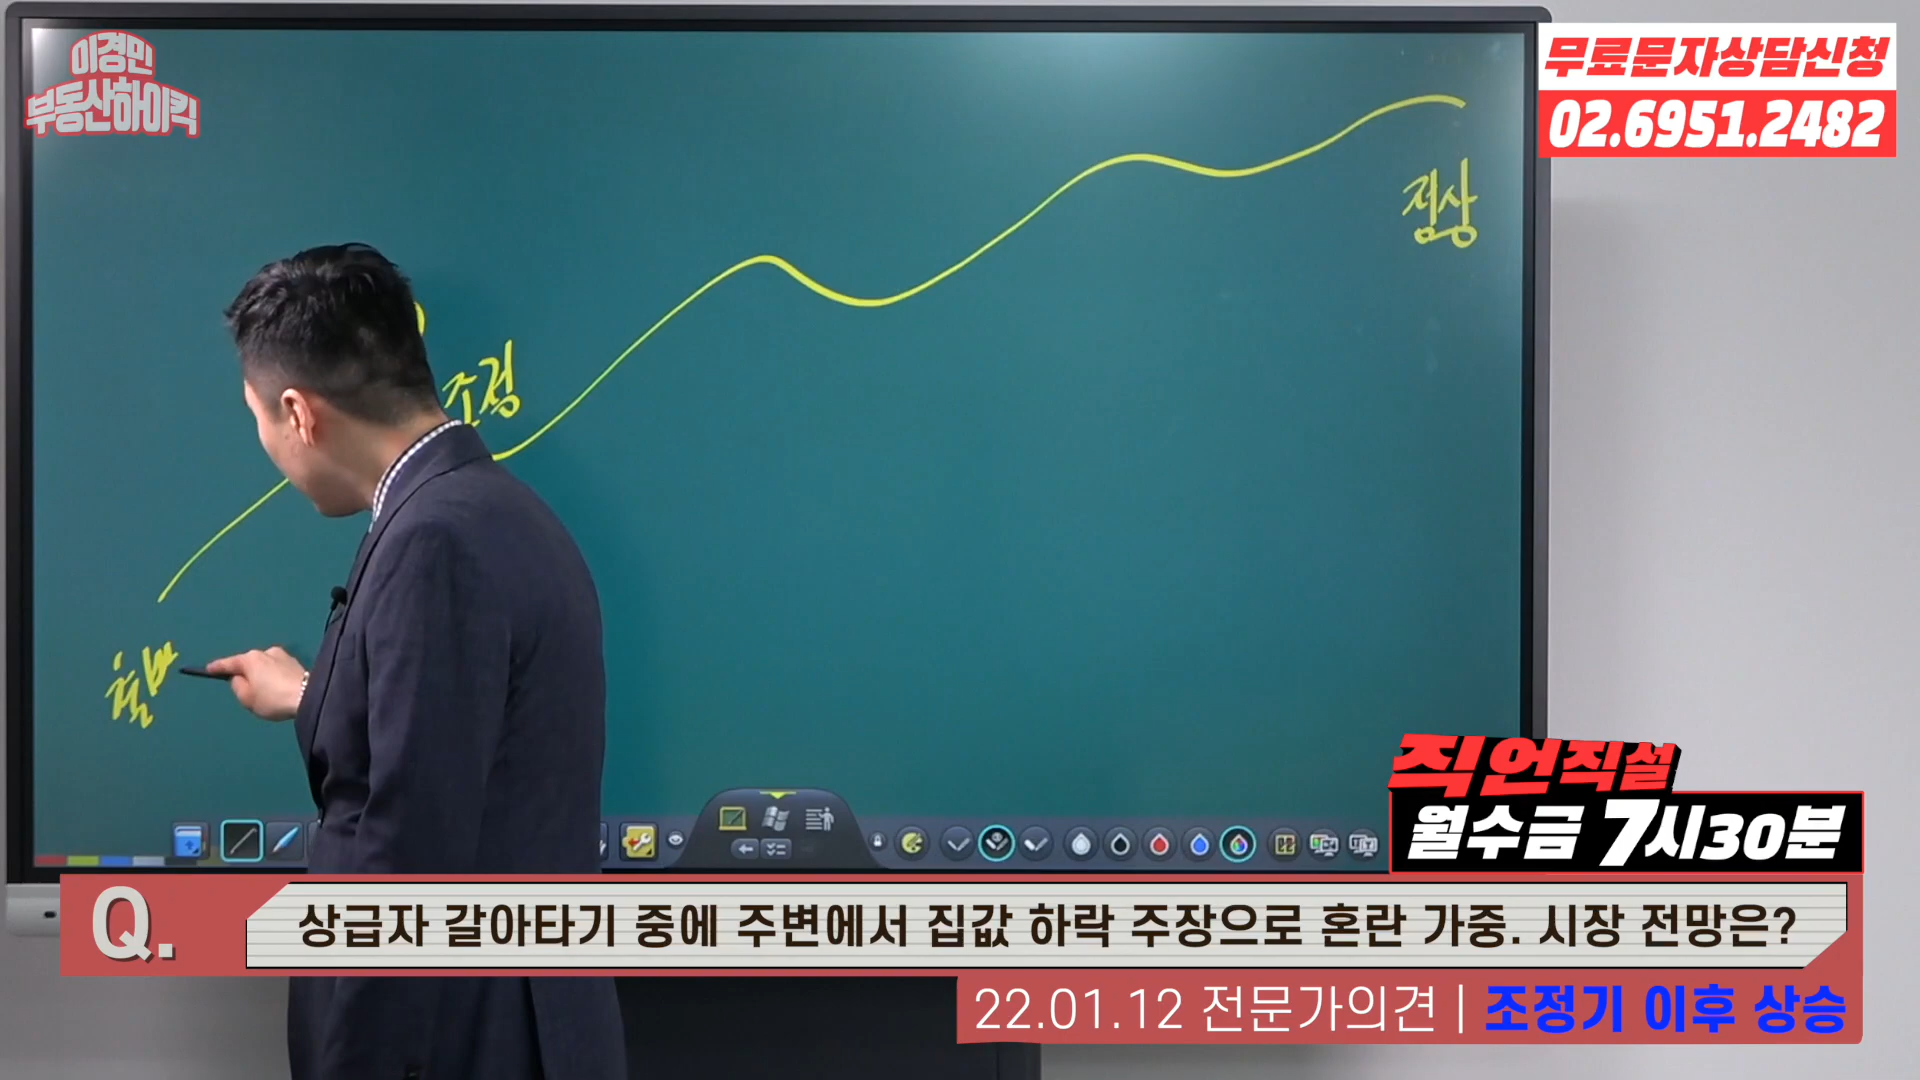 이경민
부동산하이킥
무료문자상담신청
02.6951.2482
정상
조정
출발
직언직설
월수금 7시30분
Q.
상급자 갈아타기 중에 주변에서 집값 하락 주장으로 혼란 가중. 시장 전망은?
22.01.12 전문가의견 | 조정기 이후 상승